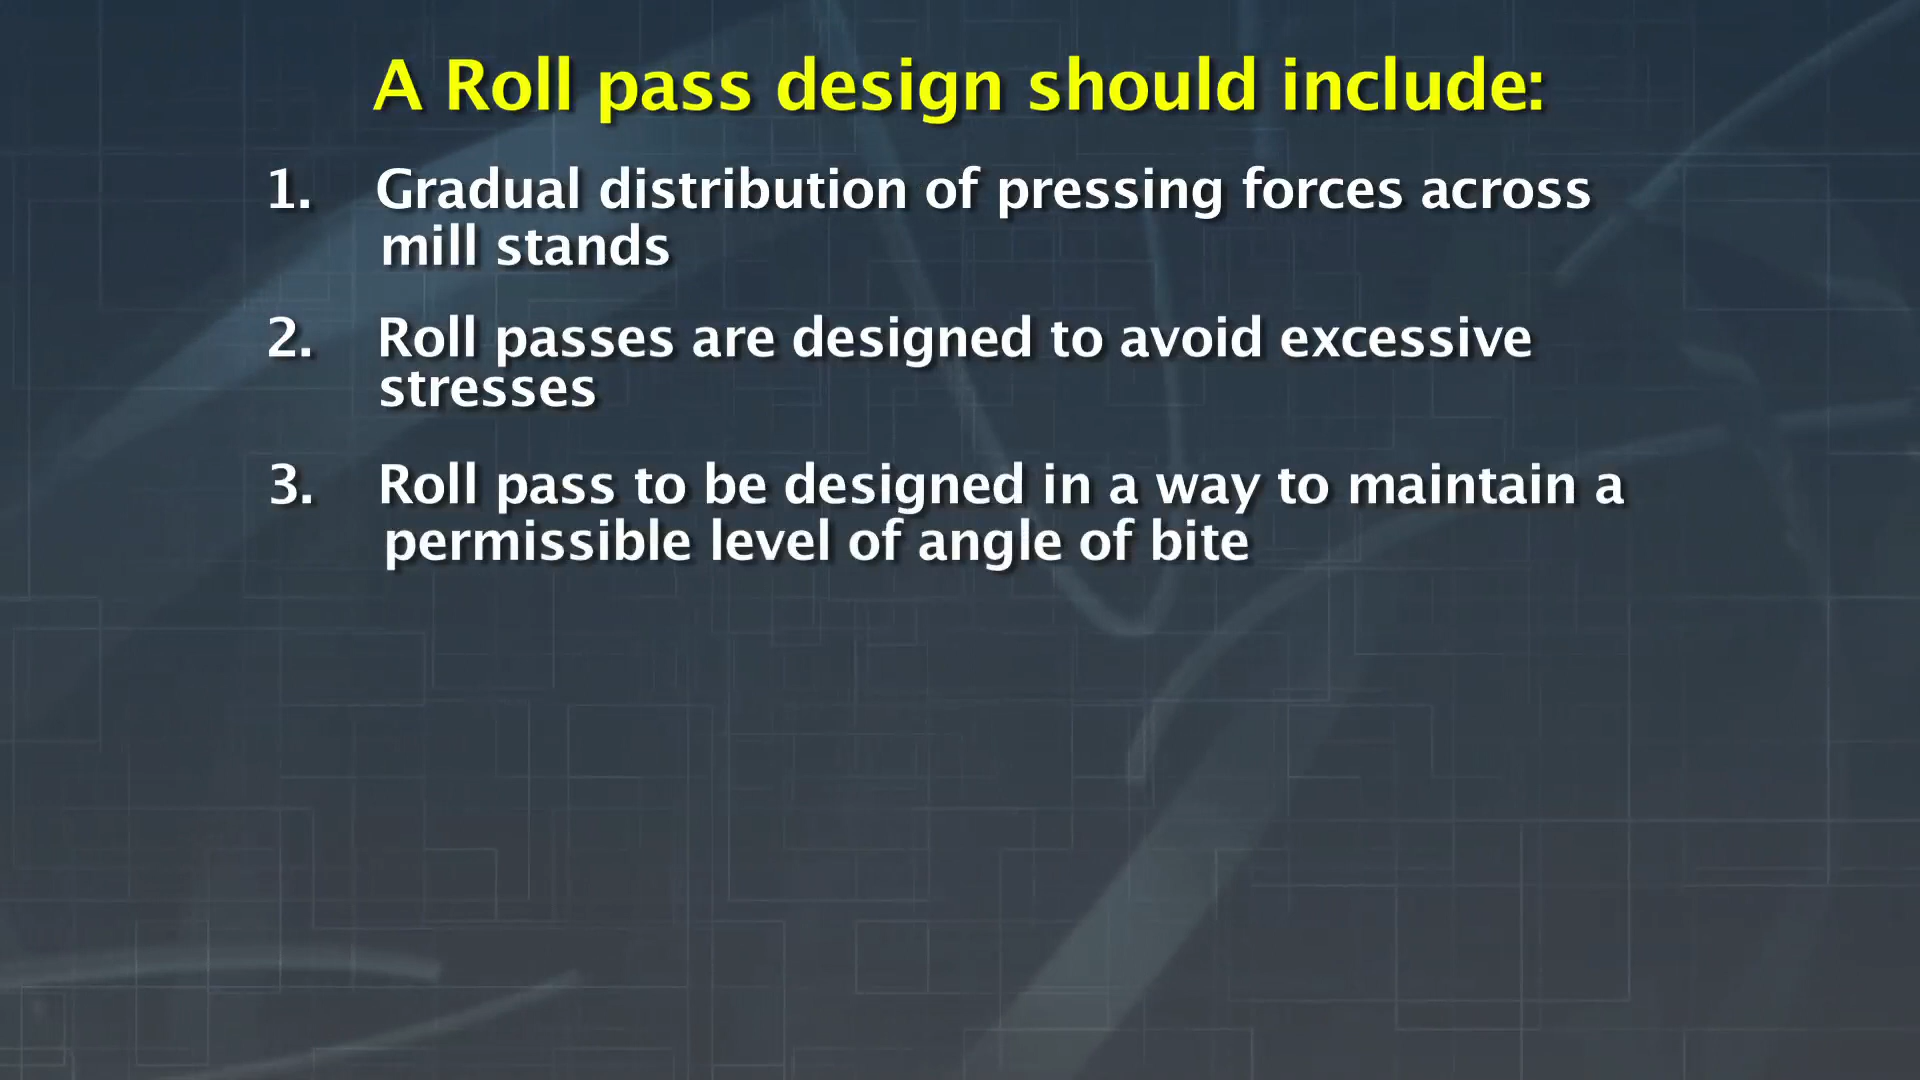 A Roll pass design should include:
1. Gradual distribution of pressing forces across
mill stands
2. Roll passes are designed to avoid excessive
stresses
3. Roll pass to be designed in a way to maintain a
permissible level of angle of bite